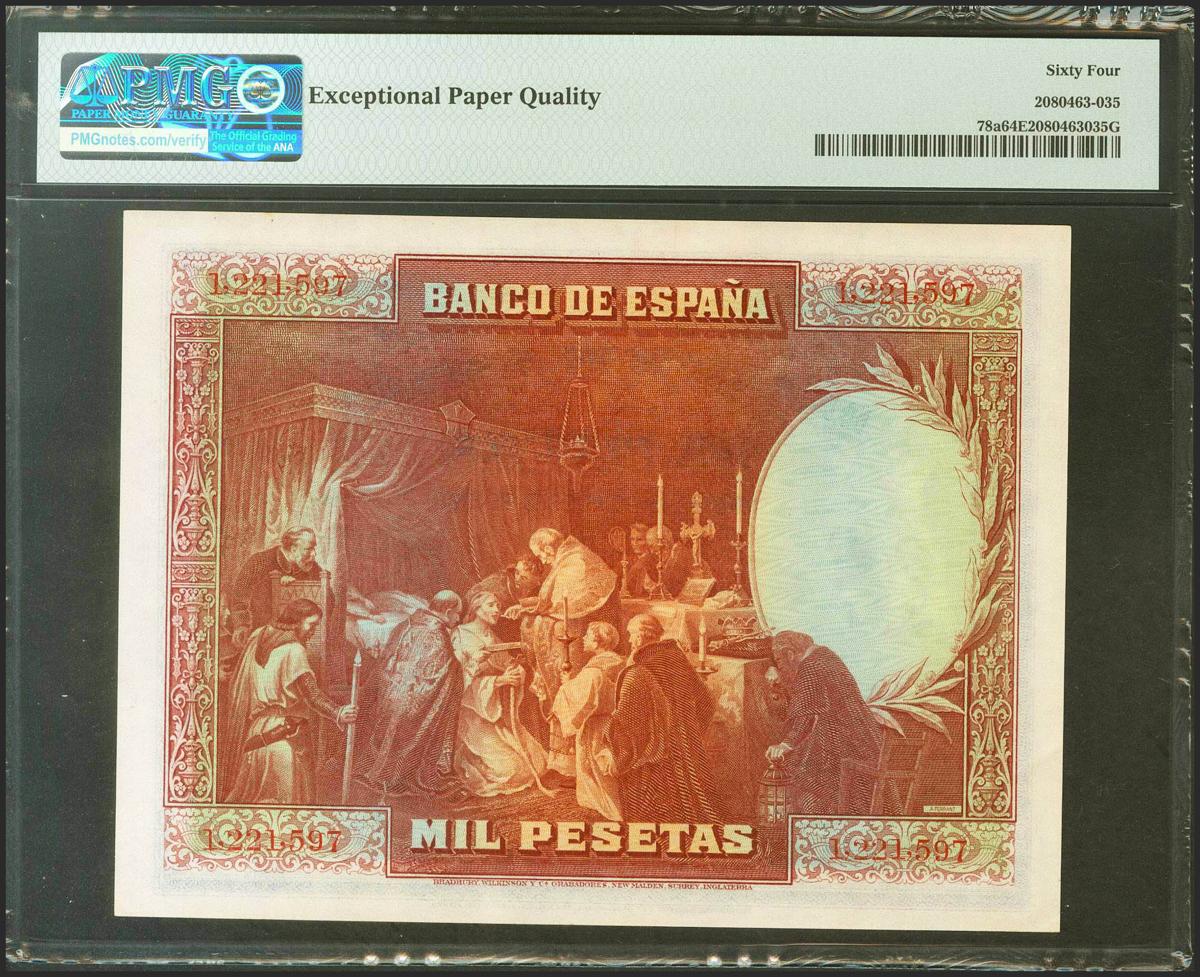 PMG
PAPER MONEY GUARANTY
PMGnotes.com/verify
The Official Grading
Service of the ANA
Exceptional Paper Quality
Sixty Four
2080463-035
78a64E2080463035G
1,221,597
1,221,597
BANCO DE ESPAÑA
A. FERRANT
1,221,597
1,221,597
MIL PESETAS
BRADBURY, WILKINSON Y Cª GRABADORES, NEW MALDEN, SURREY, INGLATERRA